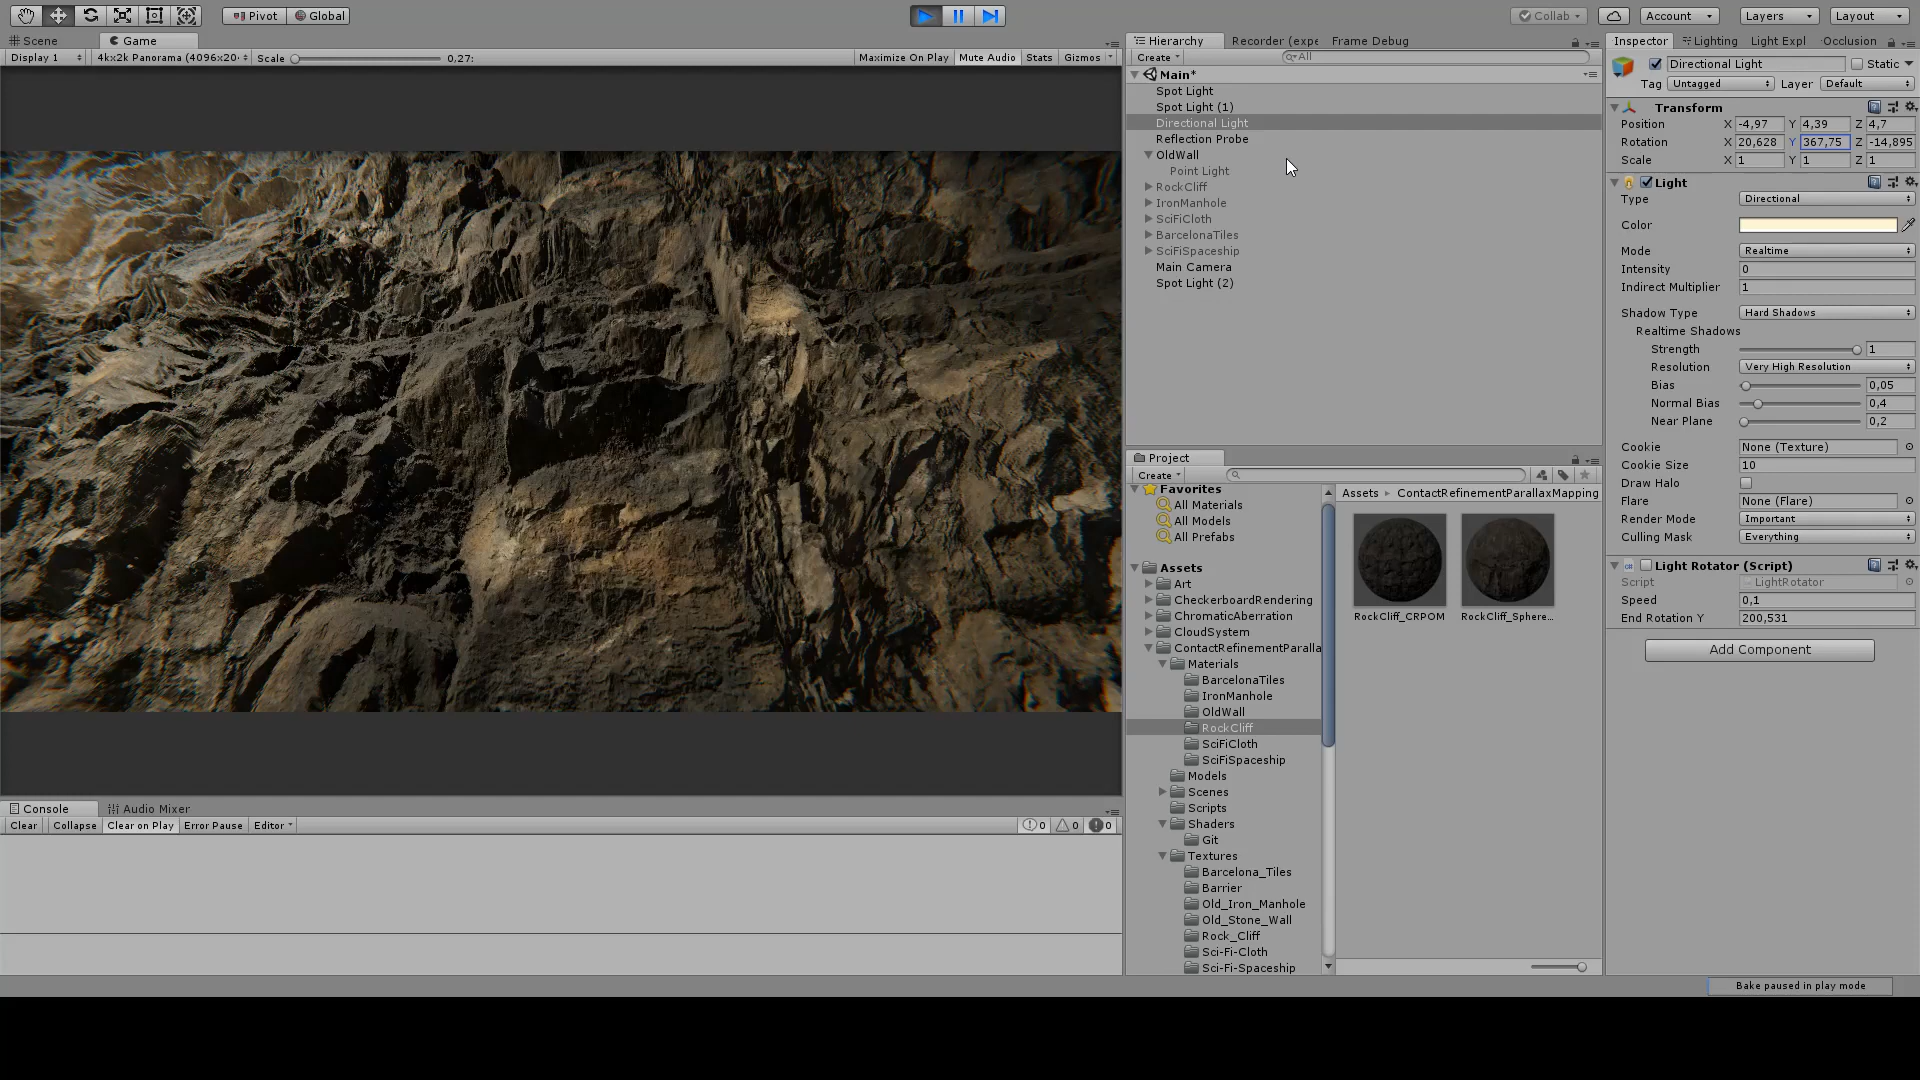 Pivot Global
Collab Account Layers Layout
Scene Game
Display 1 4kx2k Panorama (4096x20 Scale 0,27: Maximize On Play Mute Audio Stats Gizmos
Hierarchy Recorder (expe Frame Debug
Create All
Main*
Spot Light
Spot Light (1)
Directional Light
Reflection Probe
OldWall
Point Light
RockCliff
IronManhole
SciFiCloth
BarcelonaTiles
SciFiSpaceship
Main Camera
Spot Light (2)
Project
Create
Favorites
All Materials
All Models
All Prefabs
Assets
Art
CheckerboardRendering
ChromaticAberration
CloudSystem
ContactRefinementParalla
Materials
BarcelonaTiles
IronManhole
OldWall
RockCliff
SciFiCloth
SciFiSpaceship
Models
Scenes
Scripts
Shaders
Git
Textures
Barcelona_Tiles
Barrier
Old_Iron_Manhole
Old_Stone_Wall
Rock_Cliff
Sci-Fi-Cloth
Sci-Fi-Spaceship
Assets ContactRefinementParallaxMapping
RockCliff_CRPOM RockCliff_Sphere...
Inspector Lighting Light Expl Occlusion
Directional Light Static
Tag Untagged Layer Default
Transform
Position X -4,97 Y 4,39 Z 4,7
Rotation X 20,628 Y 367,75 Z -14,895
Scale X 1 Y 1 Z 1
Light
Type Directional
Color
Mode Realtime
Intensity 0
Indirect Multiplier 1
Shadow Type Hard Shadows
Realtime Shadows
Strength 1
Resolution Very High Resolution
Bias 0,05
Normal Bias 0,4
Near Plane 0,2
Cookie None (Texture)
Cookie Size 10
Draw Halo
Flare None (Flare)
Render Mode Important
Culling Mask Everything
Light Rotator (Script)
Script LightRotator
Speed 0,1
End Rotation Y 200,531
Add Component
Console Audio Mixer
Clear Collapse Clear on Play Error Pause Editor 0 0 0
Bake paused in play mode